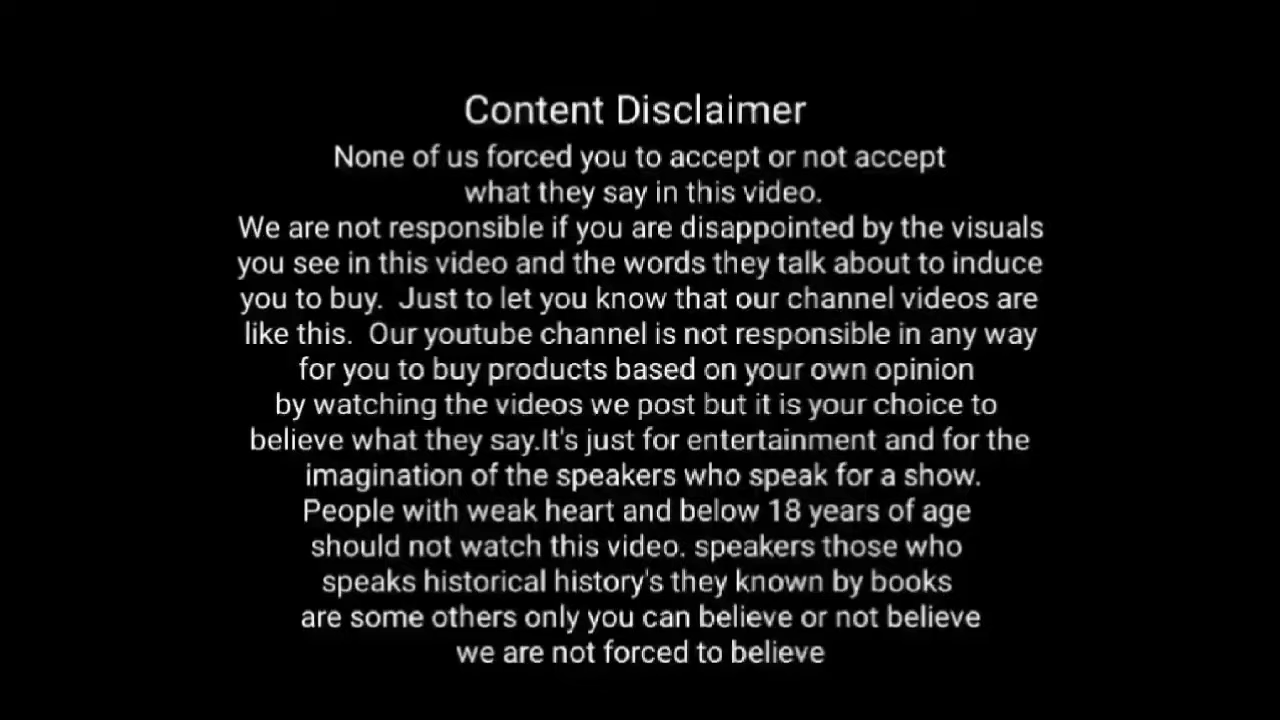 Content Disclaimer
None of us forced you to accept or not accept
what they say in this video.
We are not responsible if you are disappointed by the visuals
you see in this video and the words they talk about to induce
you to buy.  Just to let you know that our channel videos are
like this.  Our youtube channel is not responsible in any way
for you to buy products based on your own opinion
by watching the videos we post but it is your choice to
believe what they say.It's just for entertainment and for the
imagination of the speakers who speak for a show.
People with weak heart and below 18 years of age
should not watch this video. speakers those who
speaks historical history's they known by books
are some others only you can believe or not believe
we are not forced to believe